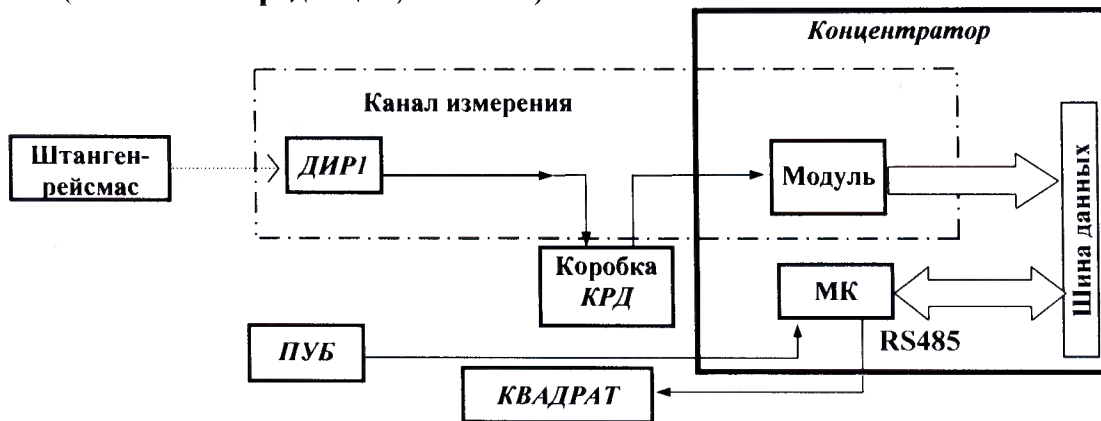 Концентратор
Канал измерения
Штанген-
рейсмас
ДИР1
Модуль
Шина данных
Коробка
КРД
МК
RS485
ПУБ
КВАДРАТ